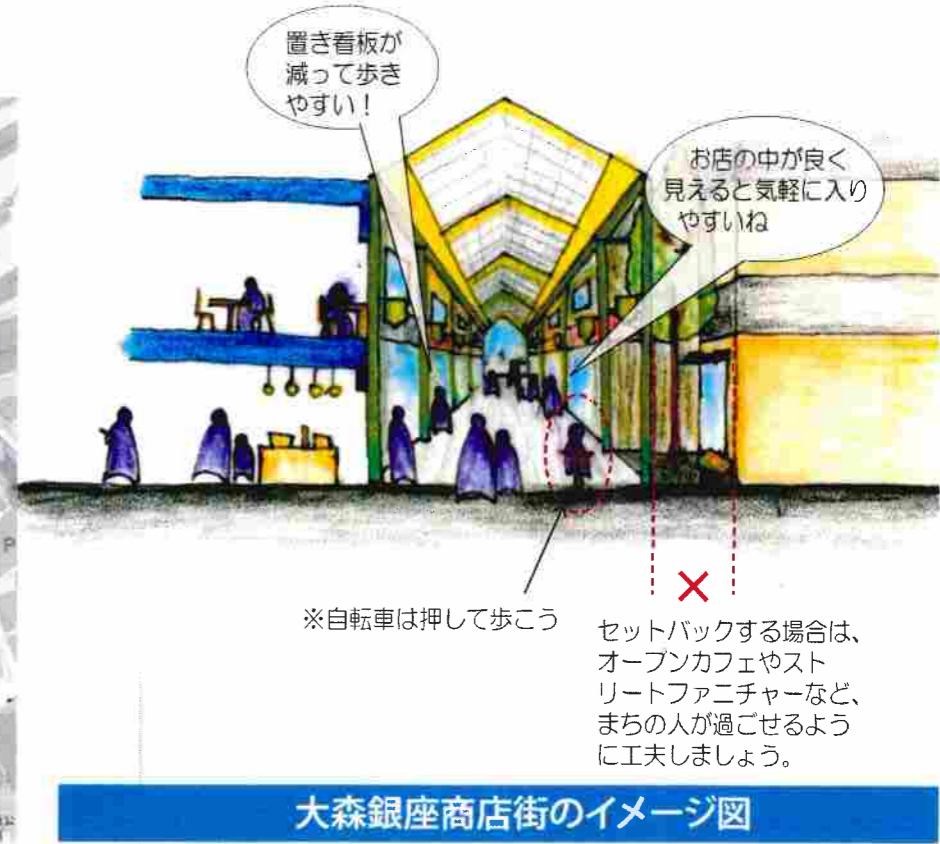 置き看板が
減って歩き
やすい！
お店の中が良く
見えると気軽に入り
やすいね
※自転車は押して歩こう
×
セットバックする場合は、
オープンカフェやスト
リートファニチャーなど、
まちの人が過ごせるよう
に工夫しましょう。
大森銀座商店街のイメージ図
P